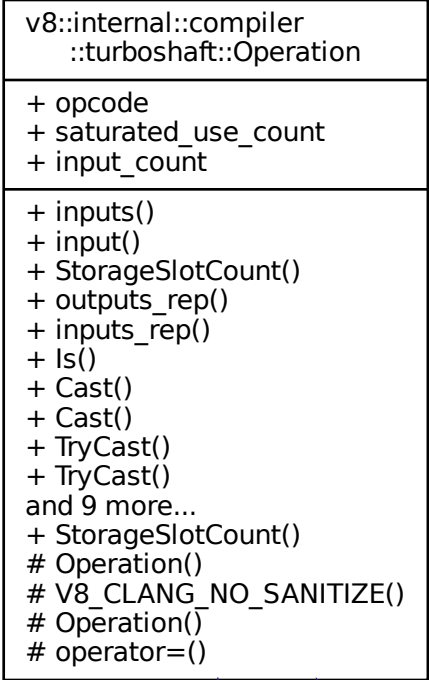 v8::internal::compiler
::turboshaft::Operation
+ opcode
+ saturated_use_count
+ input_count
+ inputs()
+ input()
+ StorageSlotCount()
+ outputs_rep()
+ inputs_rep()
+ Is()
+ Cast()
+ Cast()
+ TryCast()
+ TryCast()
and 9 more...
+ StorageSlotCount()
# Operation()
# V8_CLANG_NO_SANITIZE()
# Operation()
# operator=()